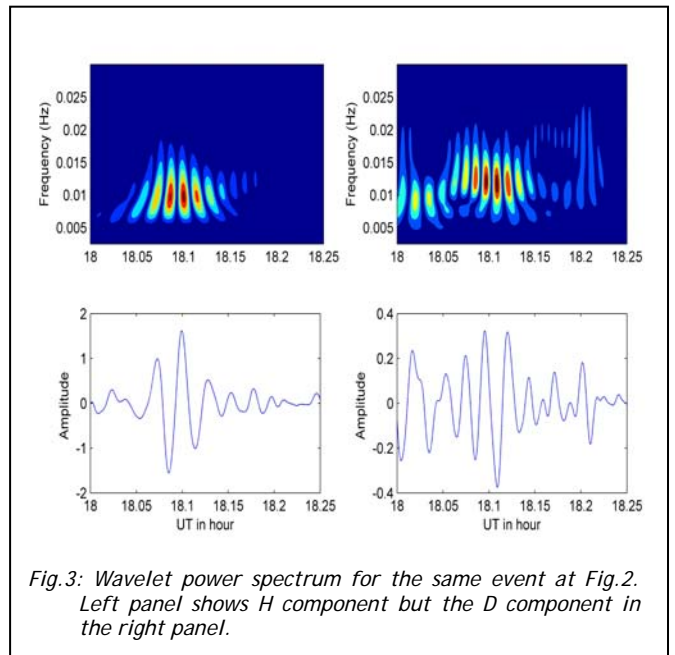 0.025
0.02
0.015
0.01
0.005
Frequency (Hz)
18 18.05 18.1 18.15 18.2 18.25
0.025
0.02
0.015
0.01
0.005
Frequency (Hz)
18 18.05 18.1 18.15 18.2 18.25
2
1
0
-1
-2
Amplitude
18 18.05 18.1 18.15 18.2 18.25
UT in hour
0.4
0.2
0
-0.2
-0.4
Amplitude
18 18.05 18.1 18.15 18.2 18.25
UT in hour
Fig.3: Wavelet power spectrum for the same event at Fig.2.
Left panel shows H component but the D component in
the right panel.